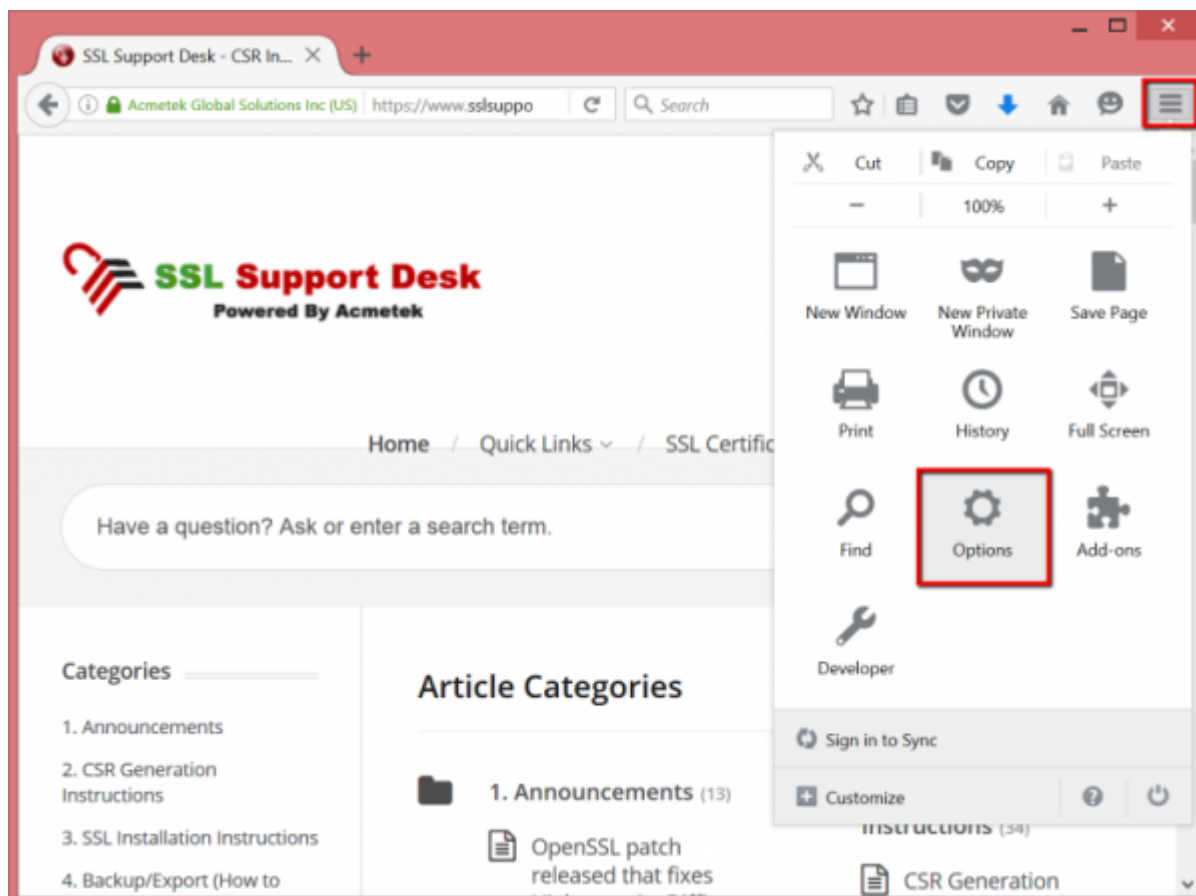 SSL Support Desk - CSR In...
Acmetek Global Solutions Inc (US)
https://www.sslsuppo
Search
Cut
Copy
Paste
100%
New Window
New Private
Window
Save Page
Print
History
Full Screen
Find
Options
Add-ons
Developer
Sign in to Sync
Customize
SSL Support Desk
Powered By Acmetek
Home / Quick Links / SSL Certific
Have a question? Ask or enter a search term.
Categories
1. Announcements
2. CSR Generation
Instructions
3. SSL Installation Instructions
4. Backup/Export (How to
Article Categories
1. Announcements (13)
OpenSSL patch
released that fixes
Instructions (34)
CSR Generation